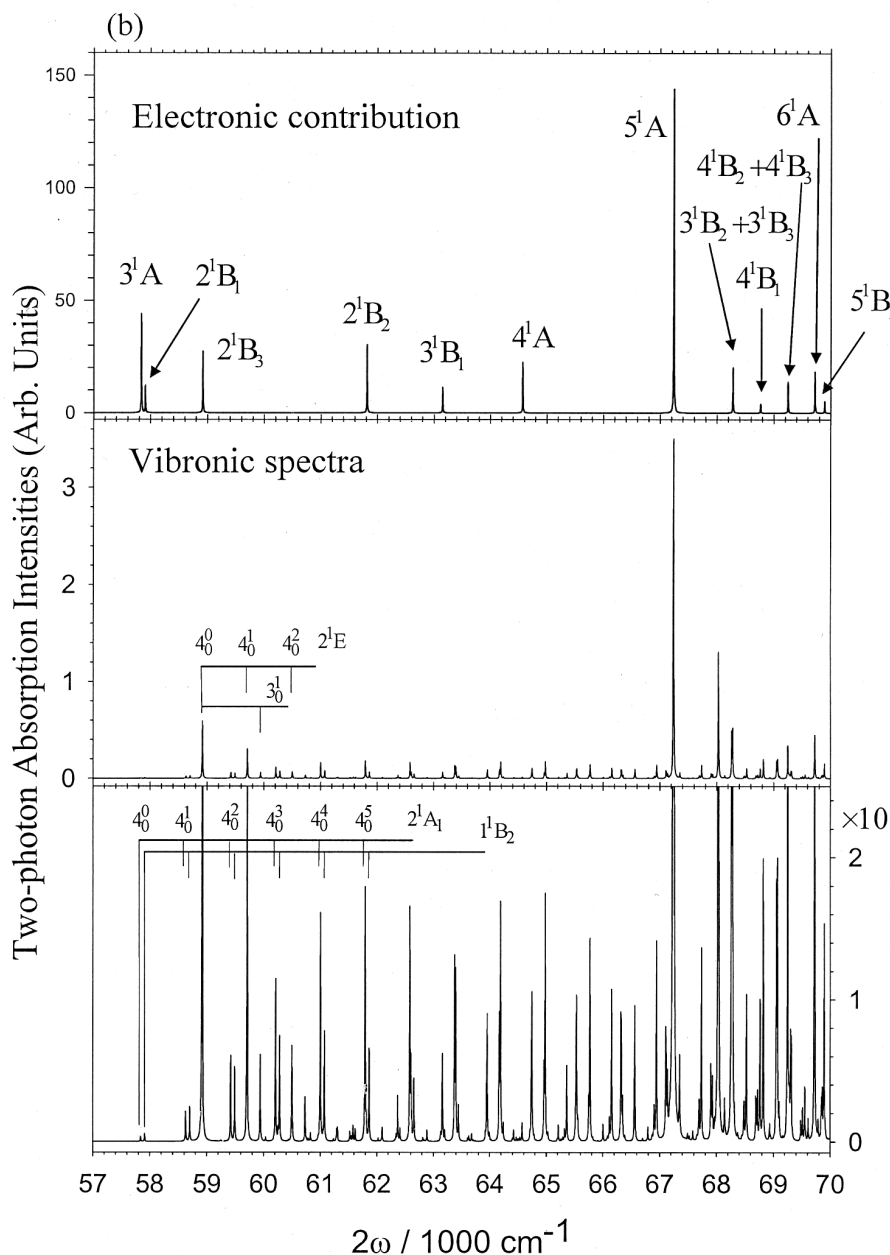 (b)
Two-photon Absorption Intensities (Arb. Units)
150
100
50
0
Electronic contribution
3¹A
2¹B₁
2¹B₃
2¹B₂
3¹B₁
4¹A
5¹A
6¹A
4¹B₂ +4¹B₃
3¹B₂ +3¹B₃
4¹B₁
5¹B
Vibronic spectra
3
2
1
0
4⁰₀ 4¹₀ 4²₀ 2¹E
3¹₀
4⁰₀ 4¹₀ 4²₀ 4³₀ 4⁴₀ 4⁵₀ 2¹A₁
1¹B₂
×10
2
1
0
57 58 59 60 61 62 63 64 65 66 67 68 69 70
2ω / 1000 cm⁻¹